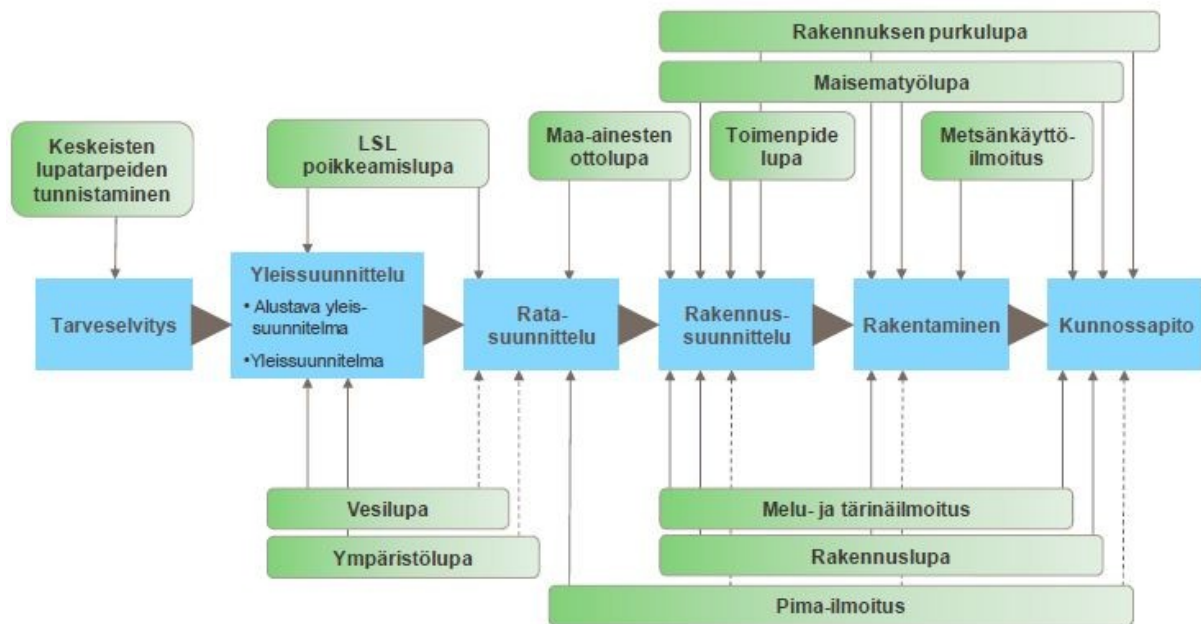 Rakennuksen purkulupa
Maisematyölupa
Keskeisten
lupatarpeiden
tunnistaminen
LSL
poikkeamislupa
Maa-ainesten
ottolupa
Toimenpide
lupa
Metsänkäyttö-
ilmoitus
Tarveselvitys
Yleissuunnittelu
• Alustava yleis-
suunnitelma
•Yleissuunnitelma
Rata-
suunnittelu
Rakennus-
suunnittelu
Rakentaminen
Kunnossapito
Vesilupa
Ympäristölupa
Melu- ja tärinäilmoitus
Rakennuslupa
Pima-ilmoitus